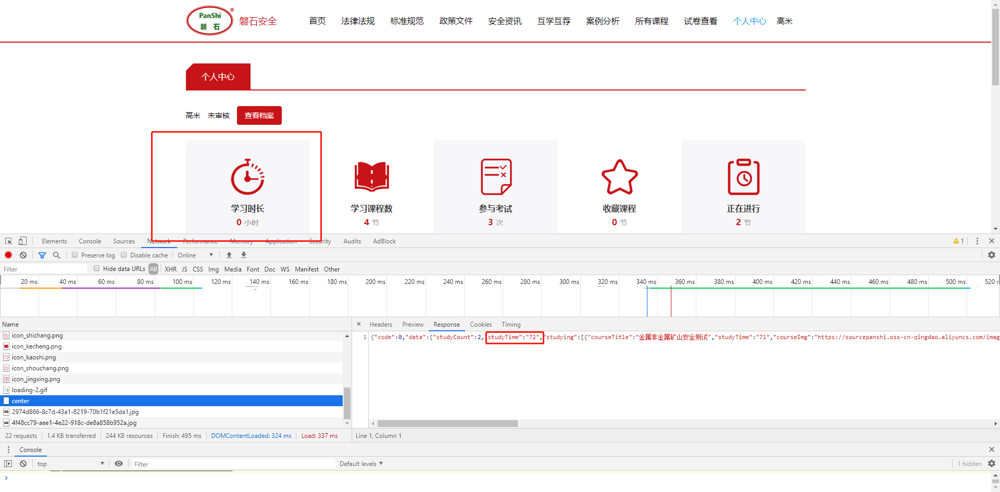 PanShi
磐 石
®
磐石安全
首页 法律法规 标准规范 政策文件 安全资讯 互学互荐 案例分析 所有课程 试卷查看 个人中心 高米
个人中心
高米 未审核 查看档案
学习时长 学习课程数 参与考试 收藏课程 正在进行
0 小时 4 节 3 次 0 节 2 节
Elements Console Sources Network Performance Memory Application Security Audits AdBlock 1
Preserve log Disable cache Online
Filter Hide data URLs All XHR JS CSS Img Media Font Doc WS Manifest Other
20 ms 40 ms 60 ms 80 ms 100 ms 120 ms 140 ms 160 ms 180 ms 200 ms 220 ms 240 ms 260 ms 280 ms 300 ms 320 ms 340 ms 360 ms 380 ms 400 ms 420 ms 440 ms 460 ms 480 ms 500 ms 520 r
Name
Headers Preview Response Cookies Timing
1 {"code":0,"data":{"studyCount":2,"studyTime":"72","studying":[{"courseTitle":"金属非金属矿山安全测试","studyTime":"71","courseImg":"https://sourcepanshi.oss-cn-qingdao.aliyuncs.com/imag
icon_shichang.png
icon_kecheng.png
icon_kaoshi.png
icon_shouchang.png
icon_jingxing.png
loading-2.gif
center
2974d866-8c7d-43a1-8219-70b1f21e5da1.jpg
4f48cc79-aee1-4e22-918c-de8a858b952a.jpg
22 requests 1.4 KB transferred 244 KB resources Finish: 495 ms DOMContentLoaded: 324 ms Load: 337 ms Line 1, Column 1
Console
top Filter Default levels 1 hidden